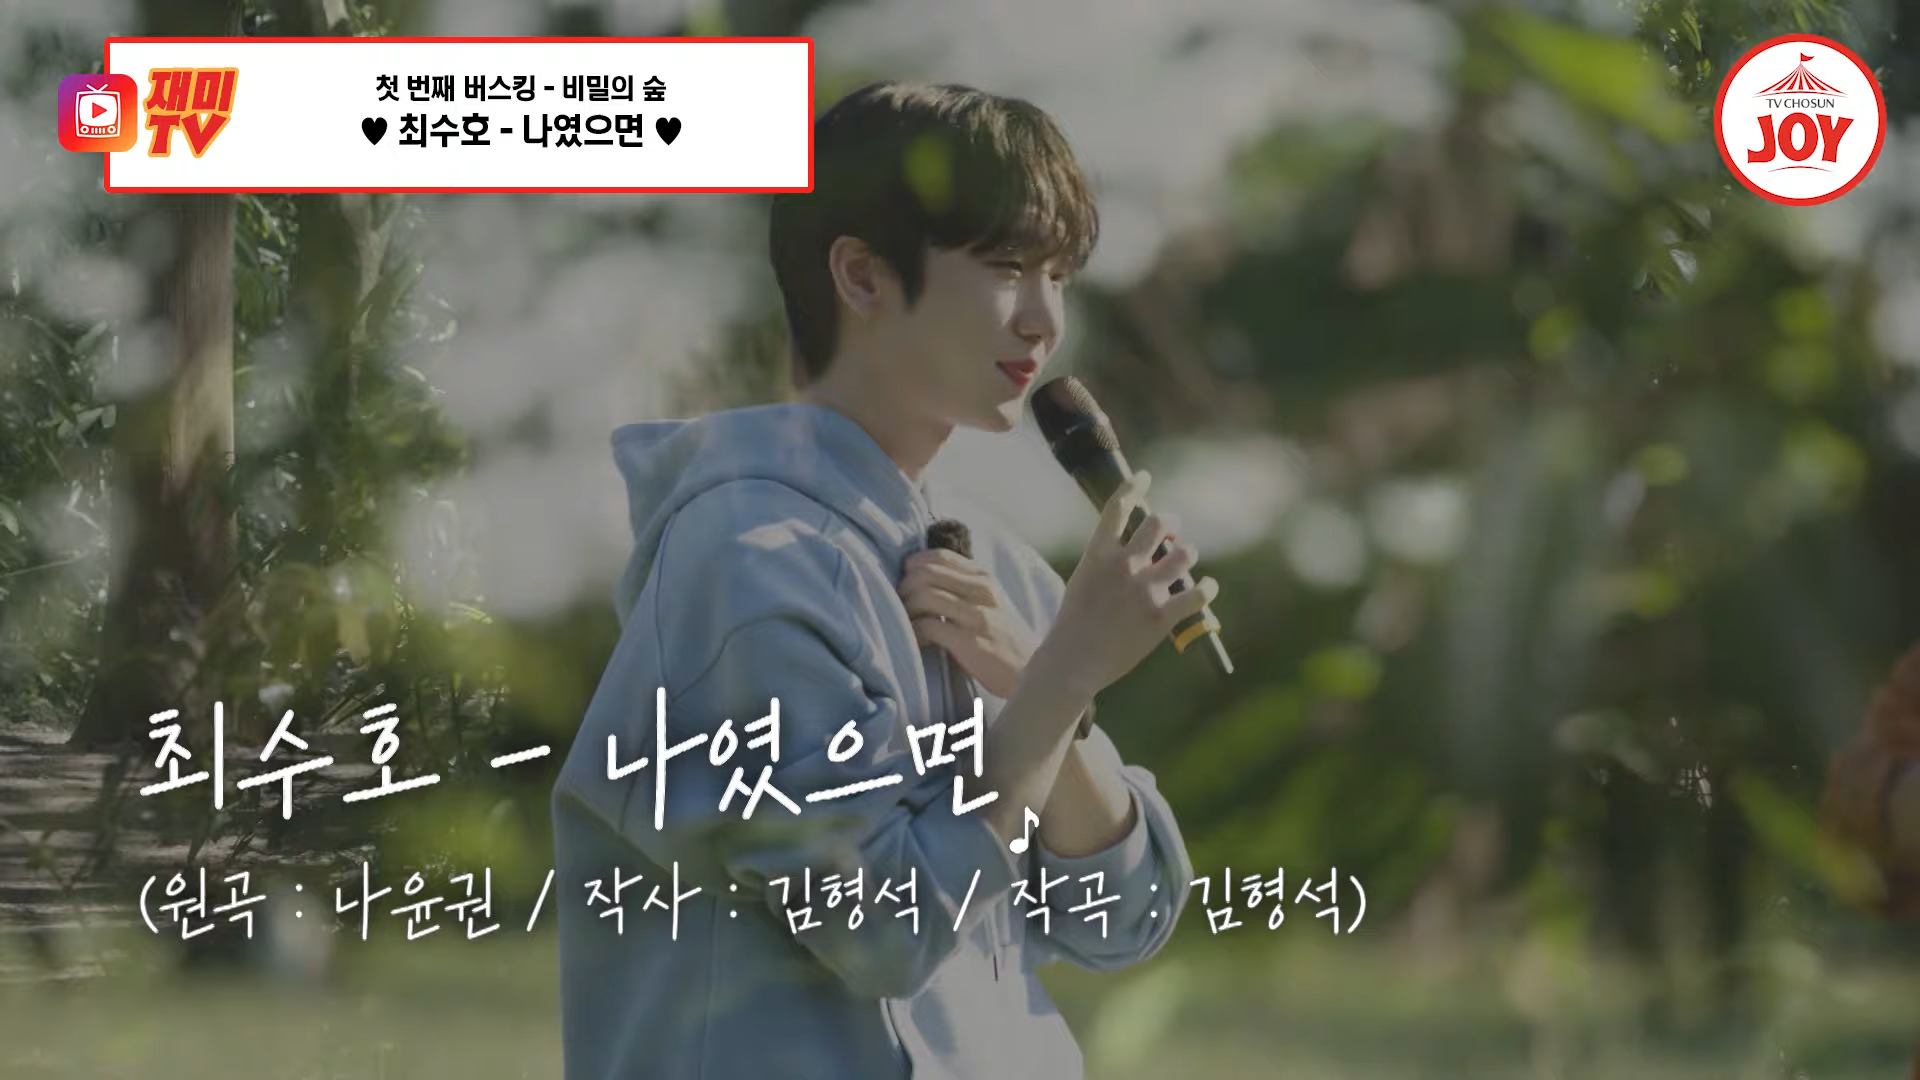 재미
TV
첫 번째 버스킹 - 비밀의 숲
♥ 최수호 - 나였으면 ♥
TV CHOSUN
JOY
최수호 - 나였으면♪
(원곡 : 나윤권 / 작사 : 김형석 / 작곡 : 김형석)